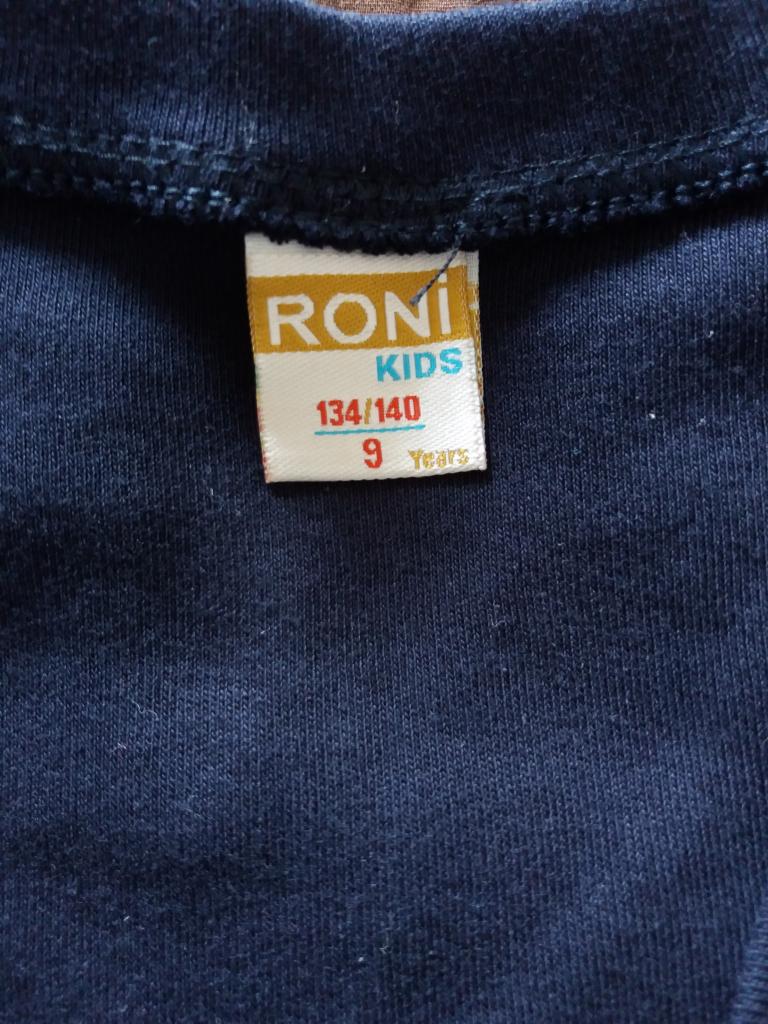 RONi
KIDS
134/140
9 Years